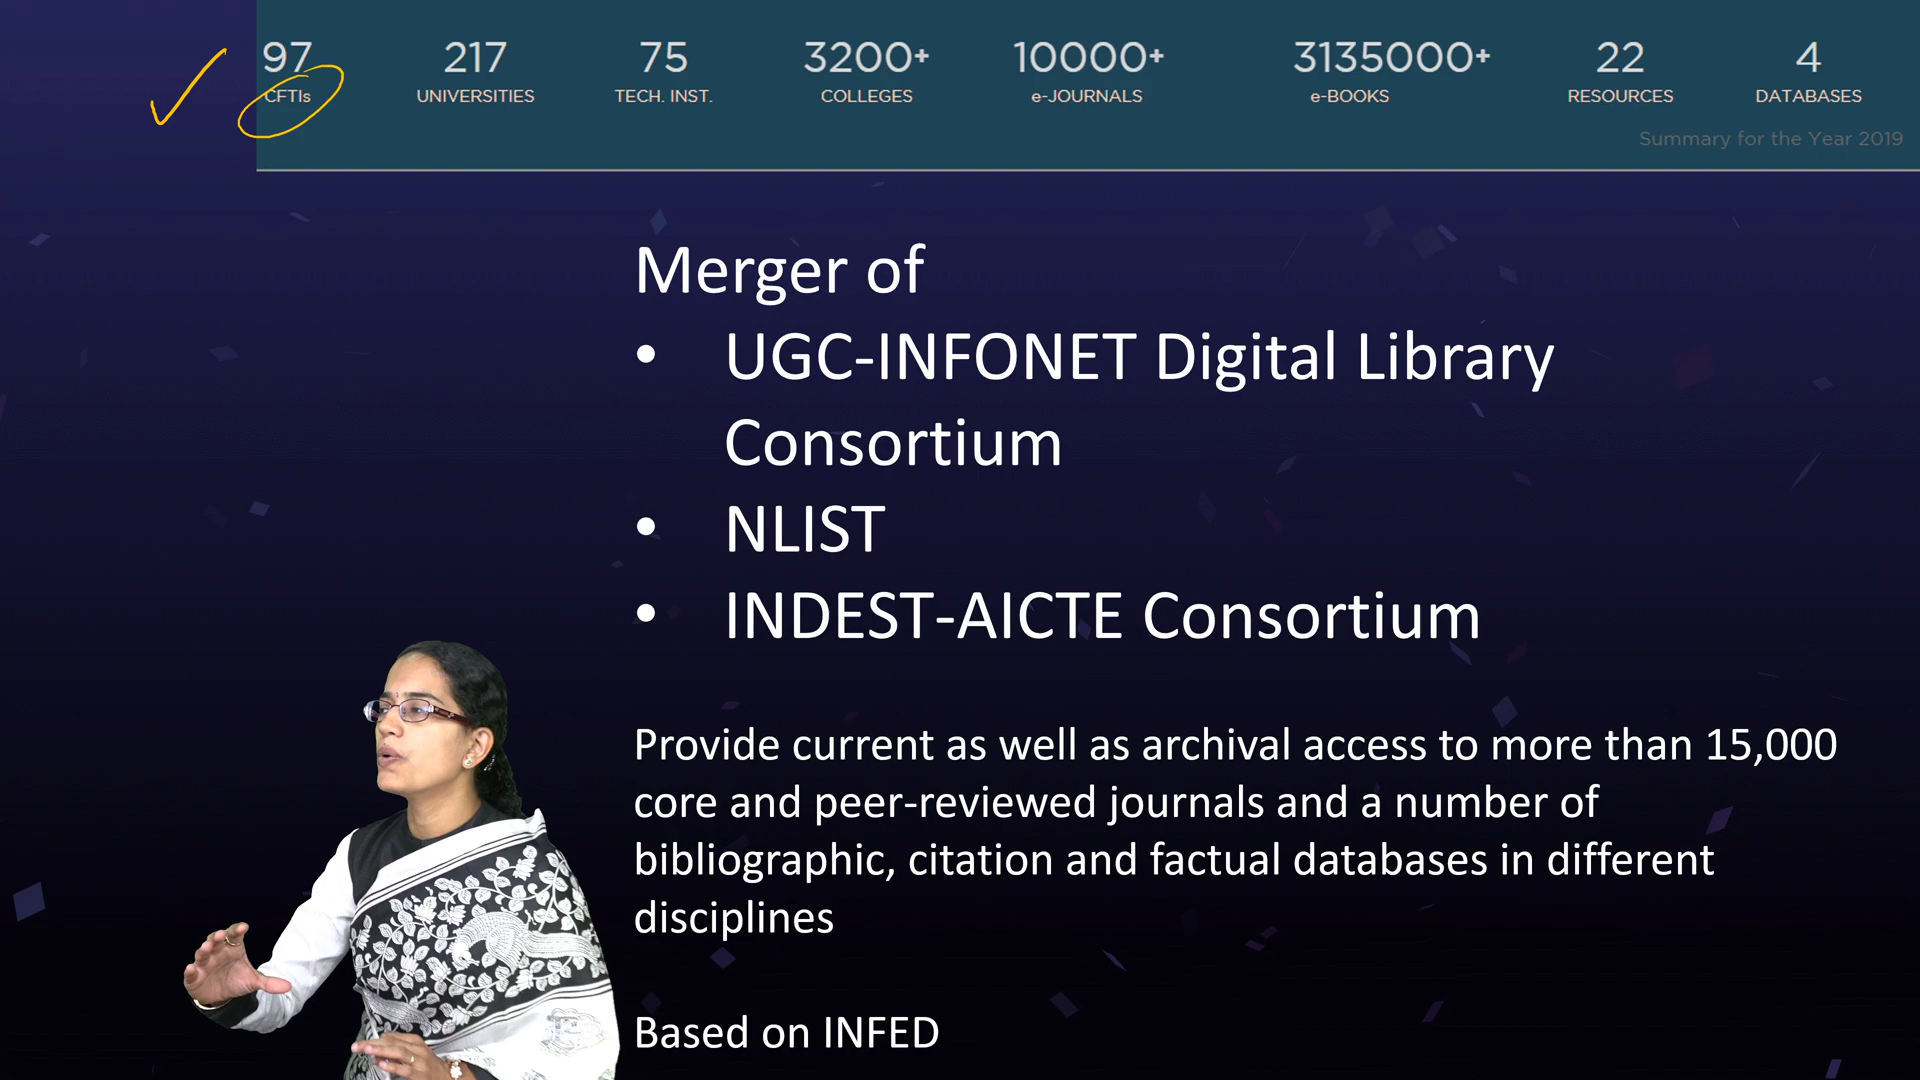 97 217 75 3200+ 10000+ 3135000+ 22 4
CFTIs UNIVERSITIES TECH. INST. COLLEGES e-JOURNALS e-BOOKS RESOURCES DATABASES
Summary for the Year 2019
Merger of
• UGC-INFONET Digital Library
Consortium
• NLIST
• INDEST-AICTE Consortium
Provide current as well as archival access to more than 15,000
core and peer-reviewed journals and a number of
bibliographic, citation and factual databases in different
disciplines
Based on INFED